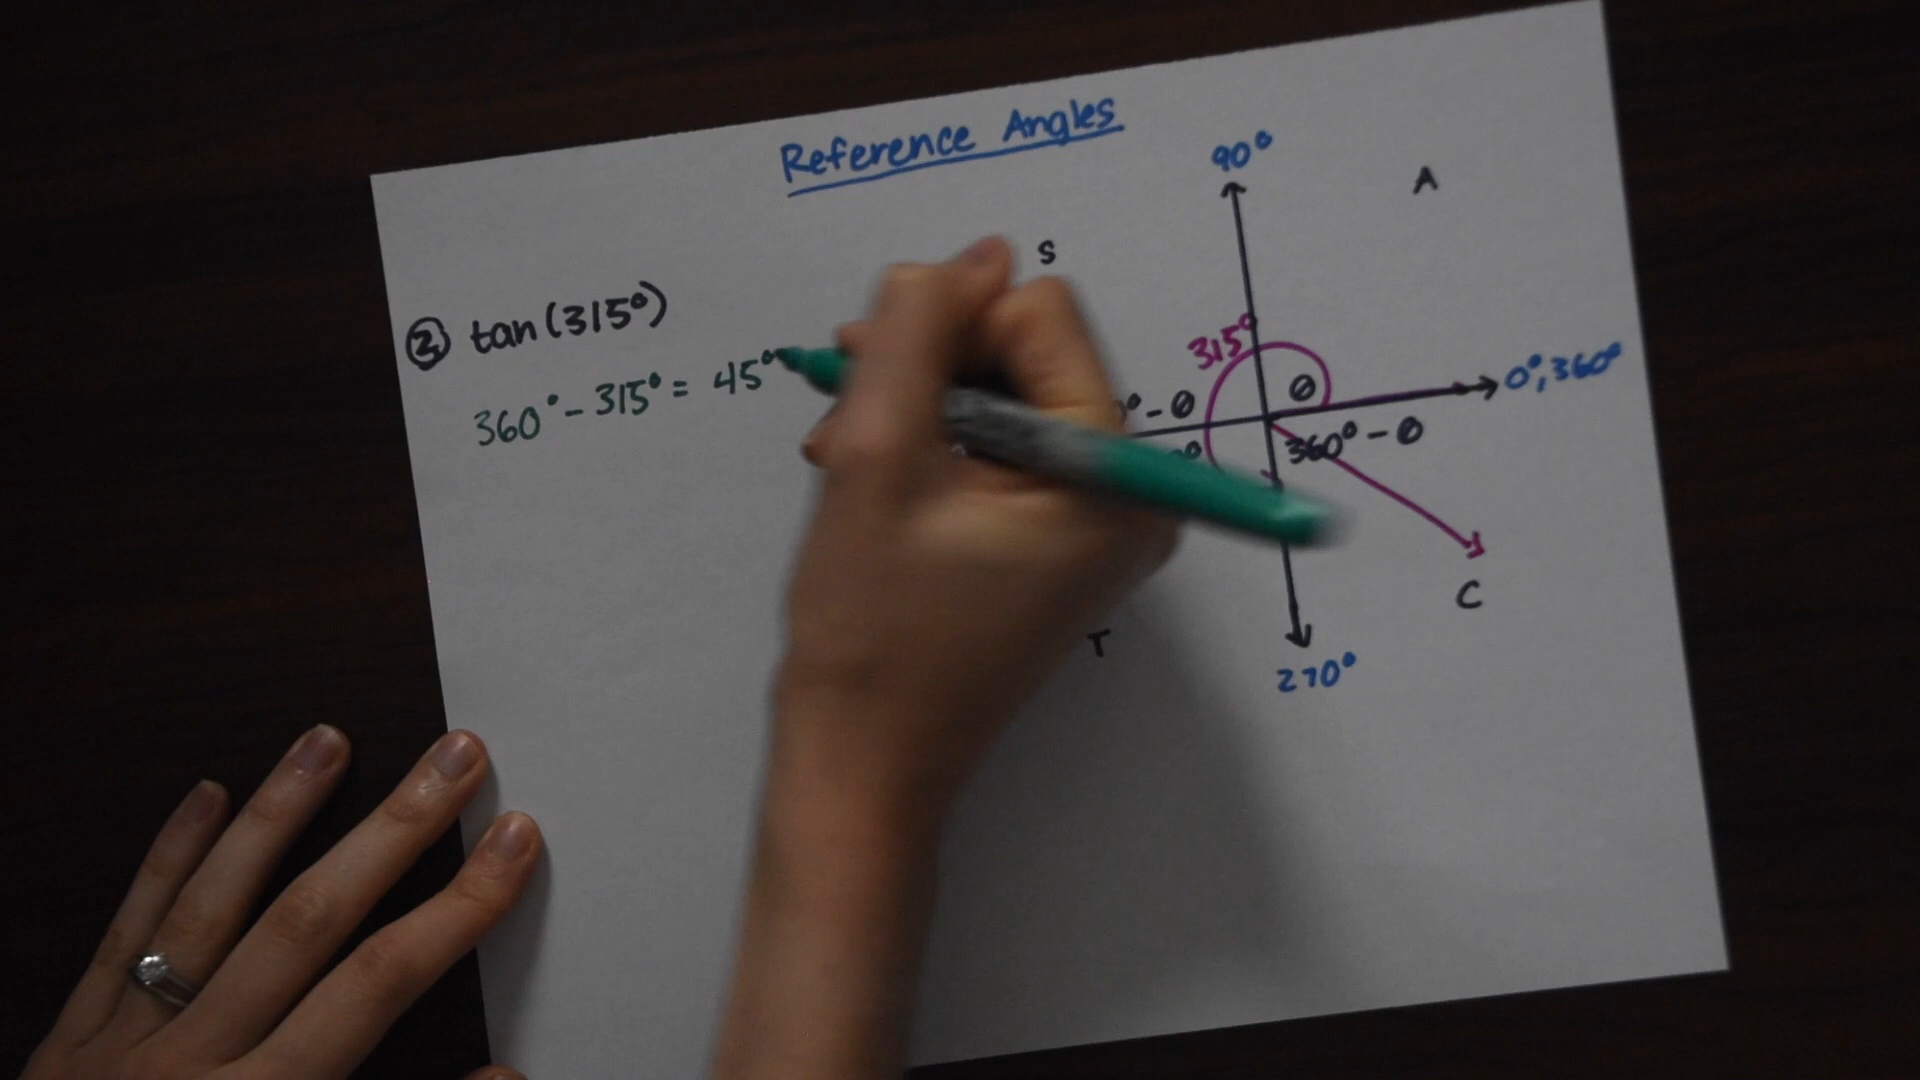 Reference Angles
② tan(315°)
360° - 315° = 45°
90°
A
S
315°
θ
0°, 360°
° - θ
360° - θ
C
T
270°